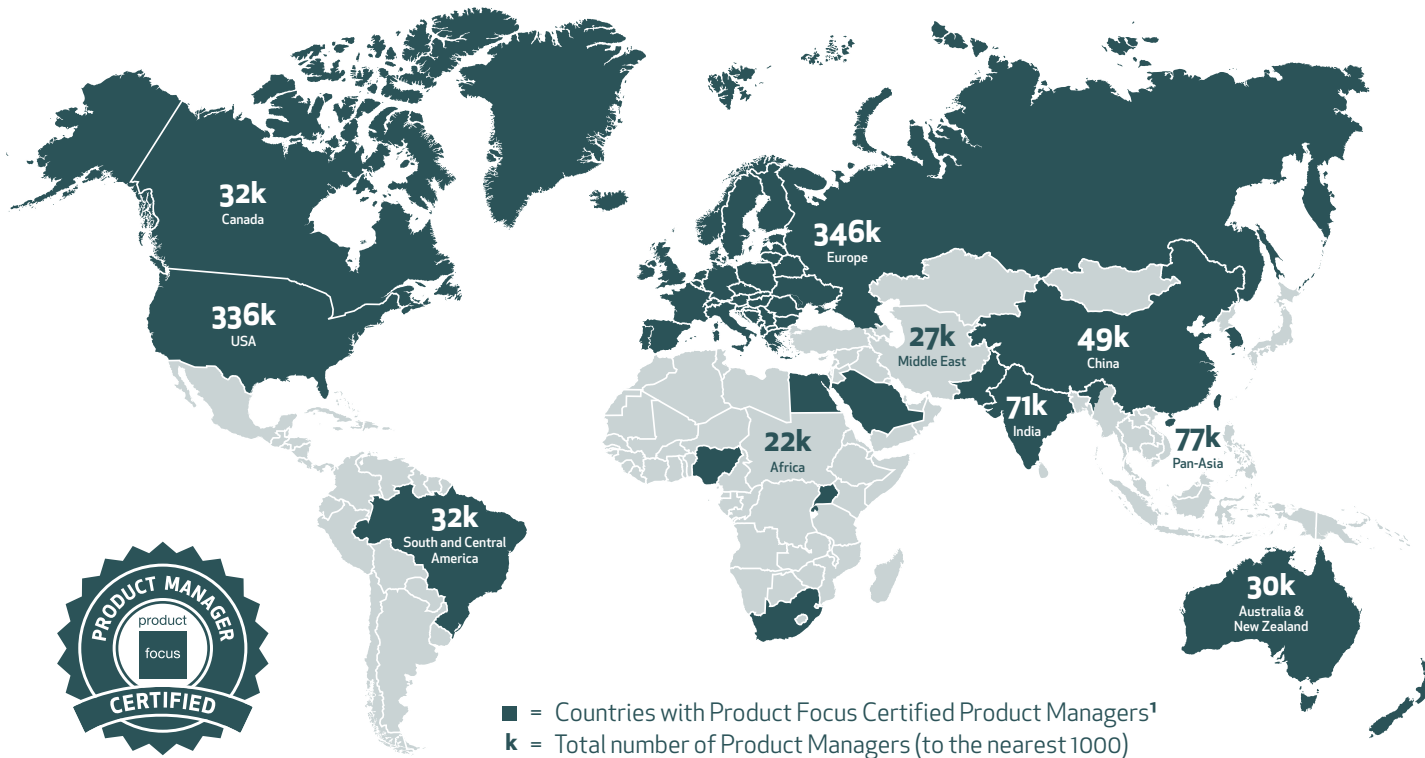 32k
Canada
336k
USA
346k
Europe
27k
Middle East
49k
China
71k
India
77k
Pan-Asia
22k
Africa
32k
South and Central
America
30k
Australia &
New Zealand
PRODUCT MANAGER
product
focus
CERTIFIED
= Countries with Product Focus Certified Product Managers¹
k = Total number of Product Managers (to the nearest 1000)